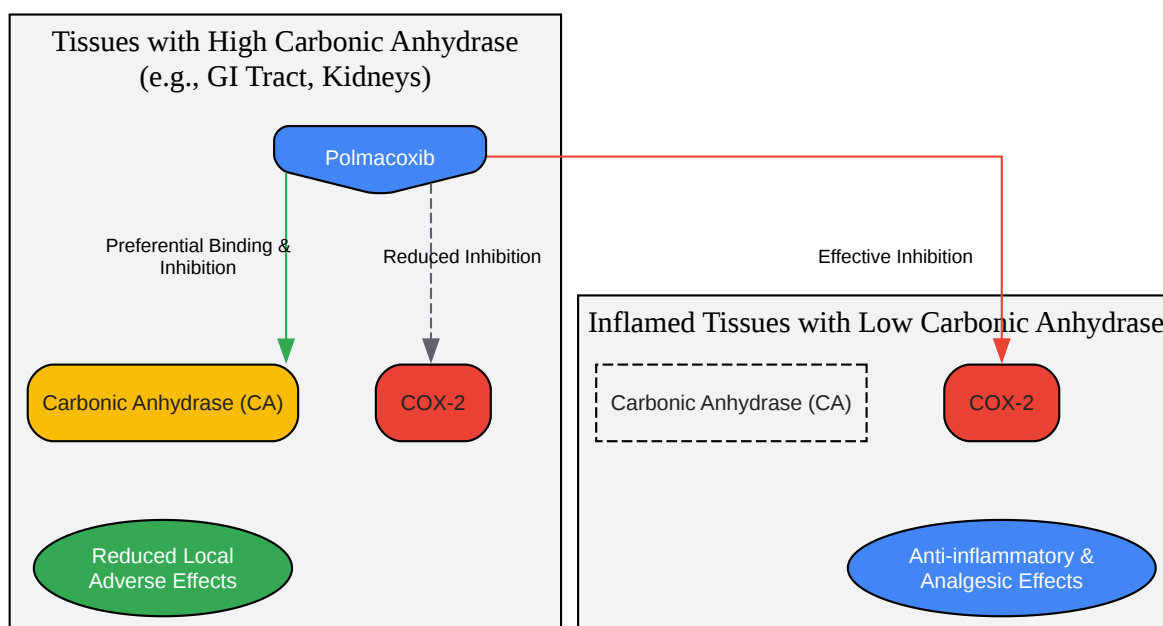 Tissues with High Carbonic Anhydrase
(e.g., GI Tract, Kidneys)
Polmacoxib
Preferential Binding &
Inhibition
Reduced Inhibition
Effective Inhibition
Inflamed Tissues with Low Carbonic Anhydrase
Carbonic Anhydrase (CA)
COX-2
Carbonic Anhydrase (CA)
COX-2
Reduced Local
Adverse Effects
Anti-inflammatory &
Analgesic Effects